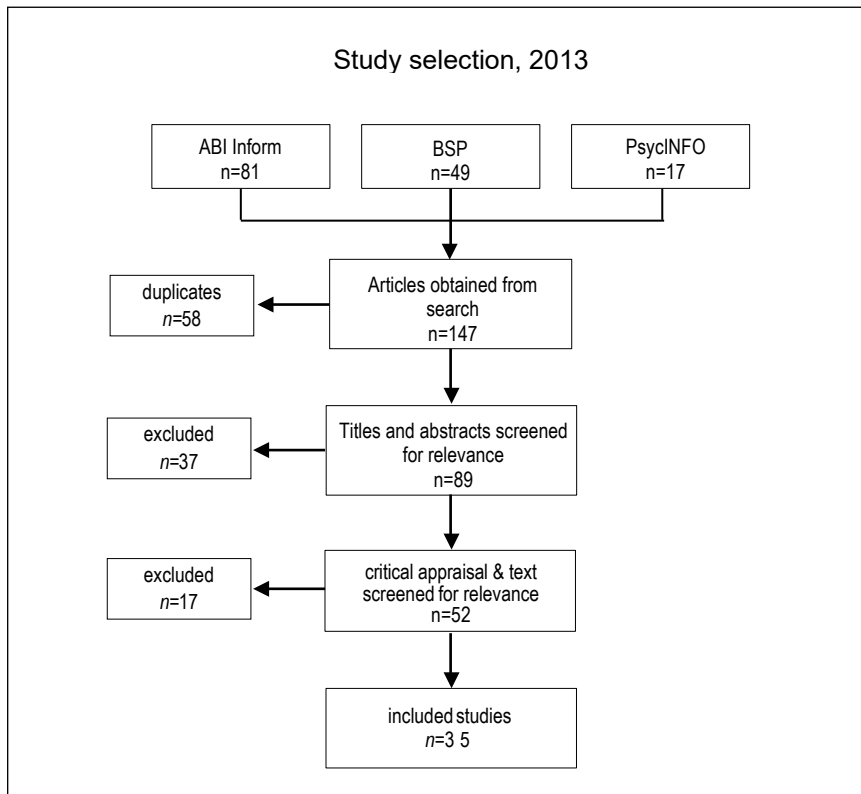 Study selection, 2013
ABI Inform
n=81
BSP
n=49
PsycINFO
n=17
Articles obtained from
search
n=147
duplicates
n=58
Titles and abstracts screened
for relevance
n=89
excluded
n=37
critical appraisal & text
screened for relevance
n=52
excluded
n=17
included studies
n=3 5